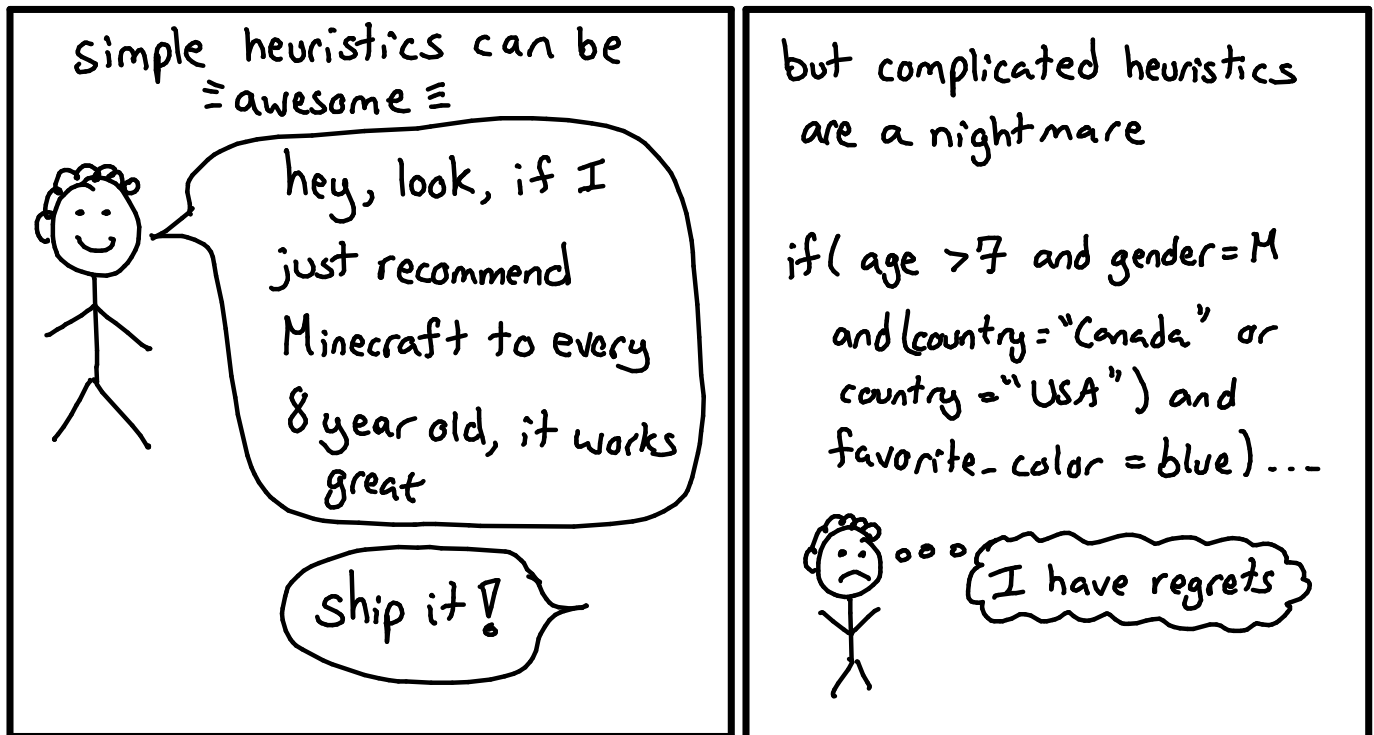 simple heuristics can be
awesome
hey, look, if I
just recommend
Minecraft to every
8 year old, it works
great
ship it!
but complicated heuristics
are a nightmare
if( age >7 and gender=M
and (country="Canada" or
country ="USA") and
favorite_color = blue)...
I have regrets